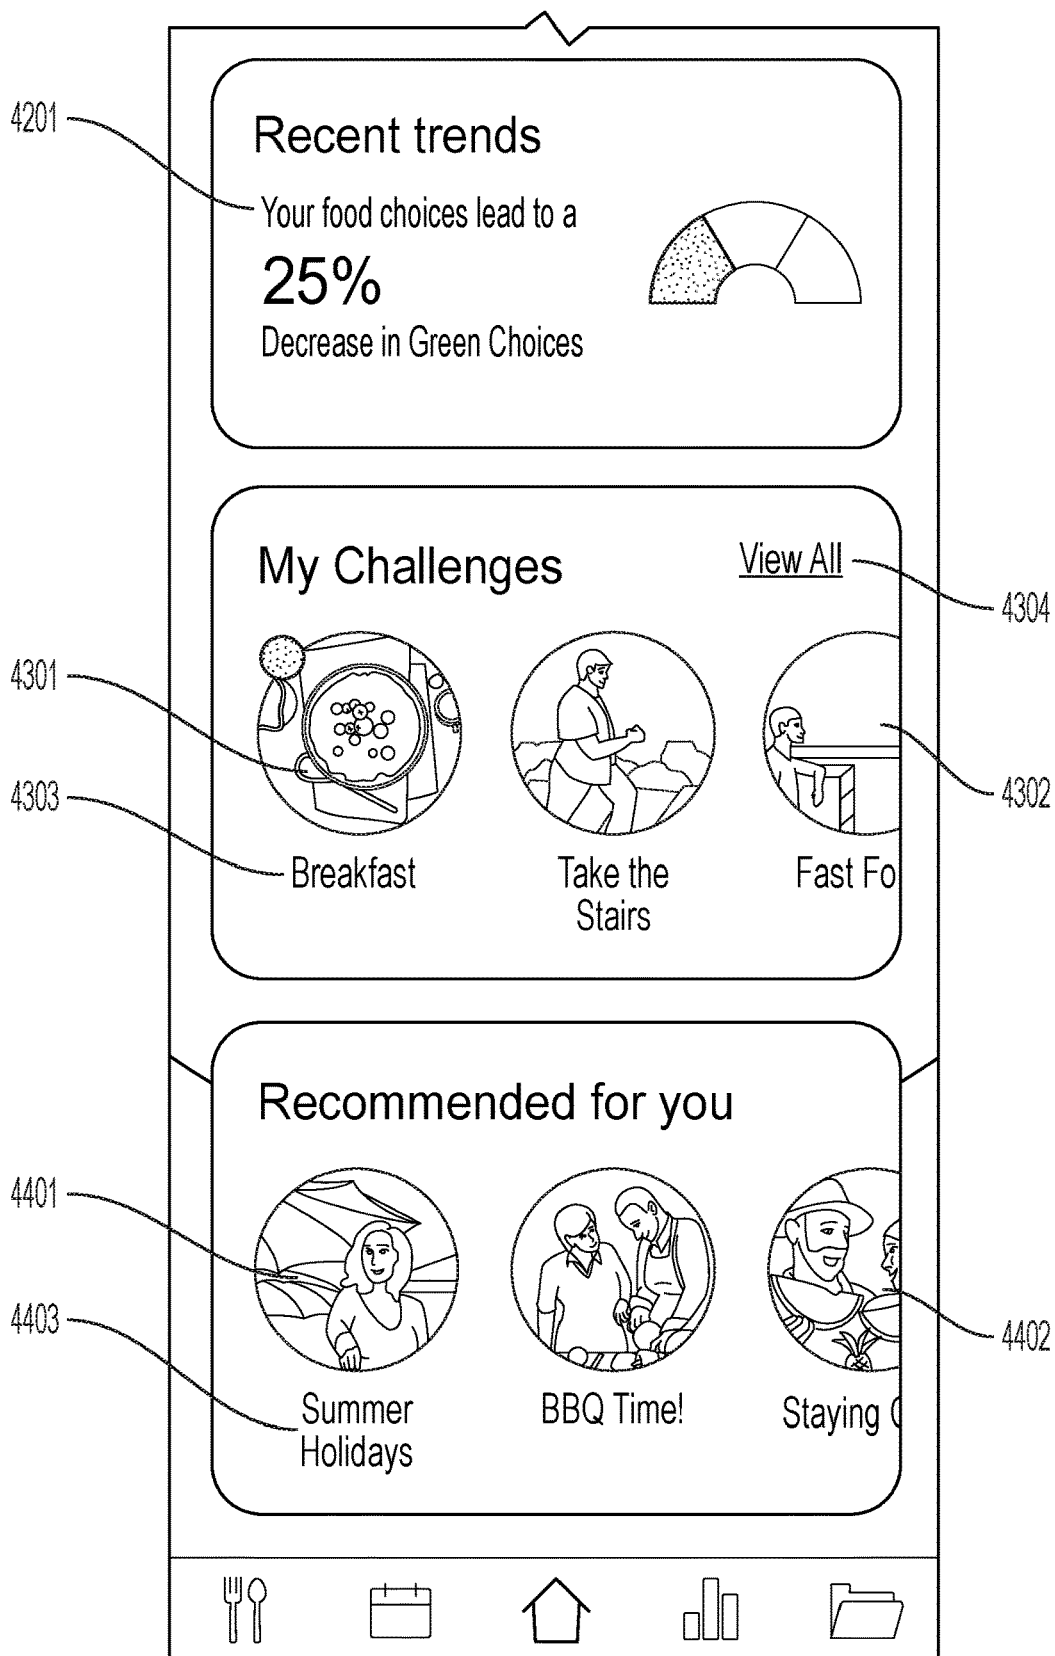 4201
Recent trends
Your food choices lead to a
25%
Decrease in Green Choices
My Challenges
View All
4304
4301
4303
4302
Breakfast
Take the
Stairs
Fast Fo
Recommended for you
4401
4403
4402
Summer
Holidays
BBQ Time!
Staying